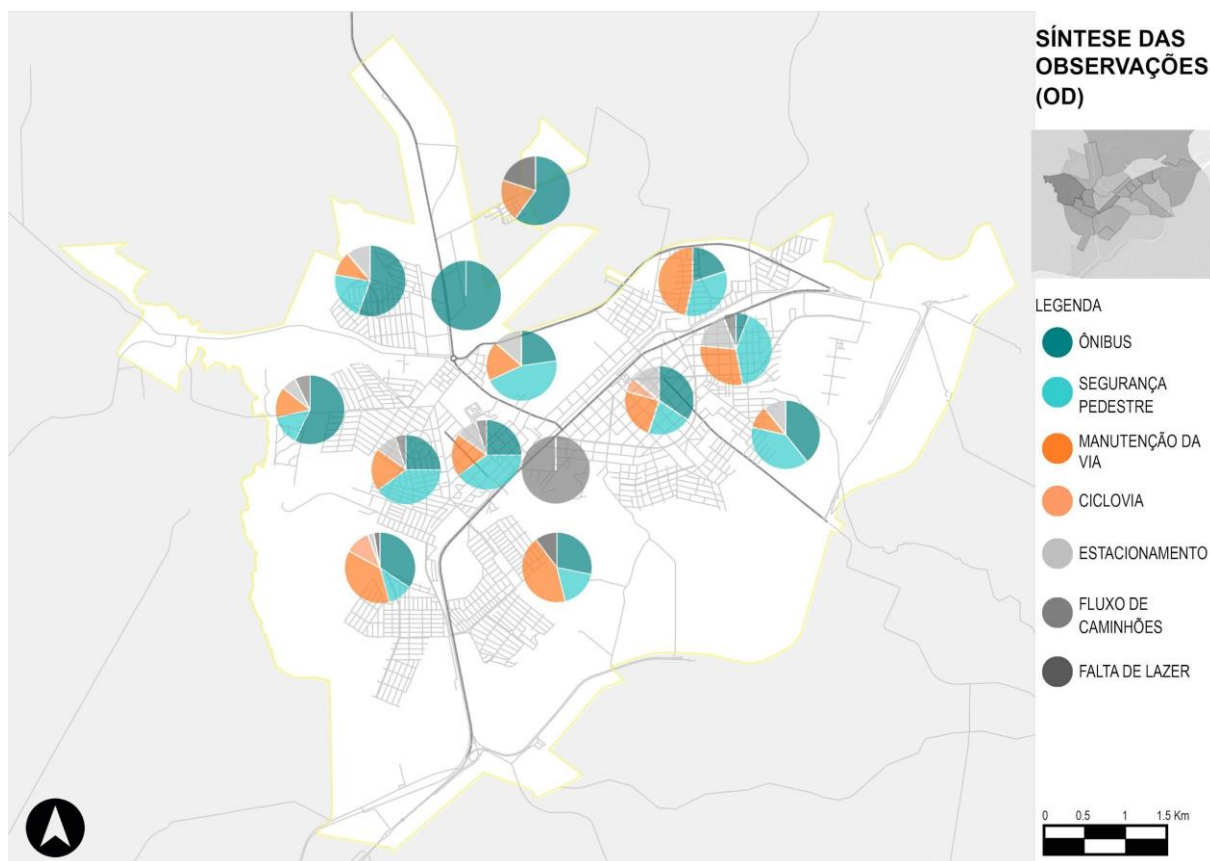 SÍNTESE DAS
OBSERVAÇÕES
(OD)
LEGENDA
ÔNIBUS
SEGURANÇA
PEDESTRE
MANUTENÇÃO DA
VIA
CICLOVIA
ESTACIONAMENTO
FLUXO DE
CAMINHÕES
FALTA DE LAZER
0 0.5 1 1.5 Km